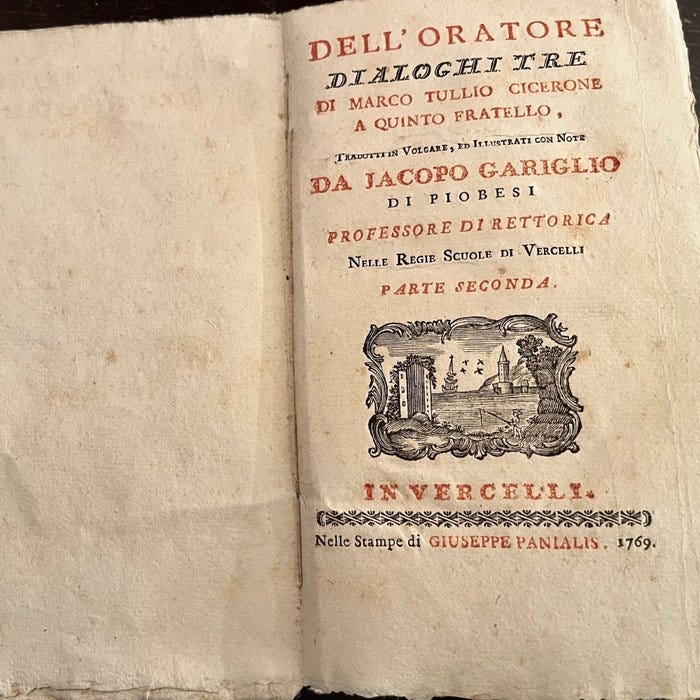 DELL'ORATORE
DIALOGHI TRE
DI MARCO TULLIO CICERONE
A QUINTO FRATELLO,
TRADOTTI IN VOLGARE, ED ILLUSTRATI CON NOTE
DA JACOPO GARIGLIO
DI PIOBESI
PROFESSORE DI RETTORICA
NELLE REGIE SCUOLE DI VERCELLI
PARTE SECONDA.
IN VERCELLI.
Nelle Stampe di GIUSEPPE PANIALIS. 1769.